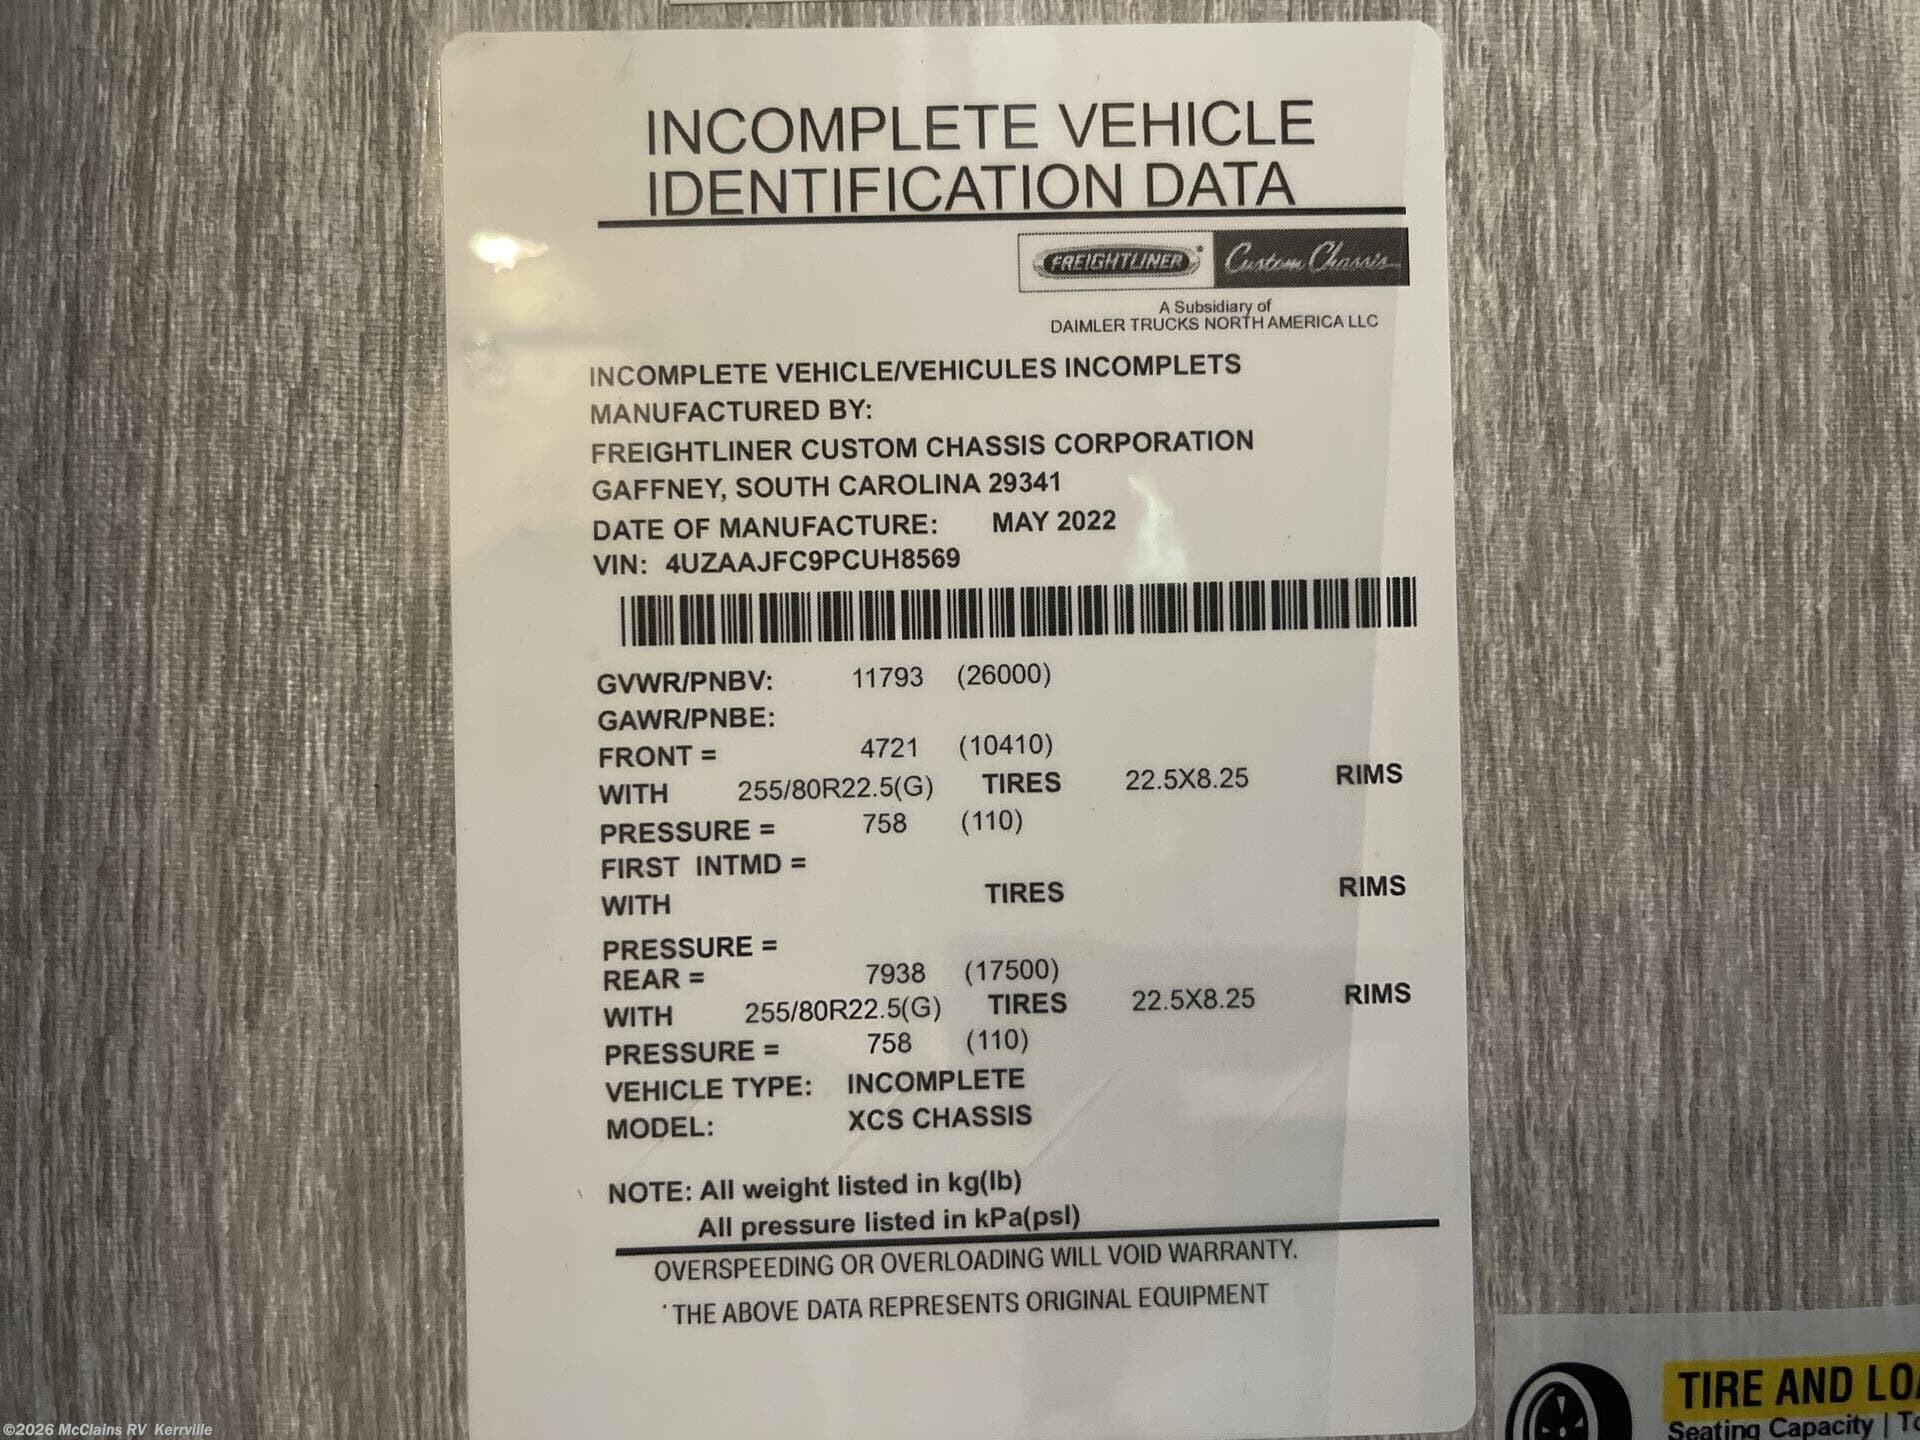 INCOMPLETE VEHICLE
IDENTIFICATION DATA
FREIGHTLINER Custom Chassis
A Subsidiary of
DAIMLER TRUCKS NORTH AMERICA LLC
INCOMPLETE VEHICLE/VEHICULES INCOMPLETS
MANUFACTURED BY:
FREIGHTLINER CUSTOM CHASSIS CORPORATION
GAFFNEY, SOUTH CAROLINA 29341
DATE OF MANUFACTURE: MAY 2022
VIN: 4UZAAJFC9PCUH8569
GVWR/PNBV: 11793 (26000)
GAWR/PNBE:
FRONT = 4721 (10410)
WITH 255/80R22.5(G) TIRES 22.5X8.25 RIMS
PRESSURE = 758 (110)
FIRST INTMD =
WITH TIRES RIMS
PRESSURE =
REAR = 7938 (17500)
WITH 255/80R22.5(G) TIRES 22.5X8.25 RIMS
PRESSURE = 758 (110)
VEHICLE TYPE: INCOMPLETE
MODEL: XCS CHASSIS
NOTE: All weight listed in kg(lb)
All pressure listed in kPa(psl)
OVERSPEEDING OR OVERLOADING WILL VOID WARRANTY.
THE ABOVE DATA REPRESENTS ORIGINAL EQUIPMENT
TIRE AND
Seating Capacity |
©2026 McClains RV Kerrville